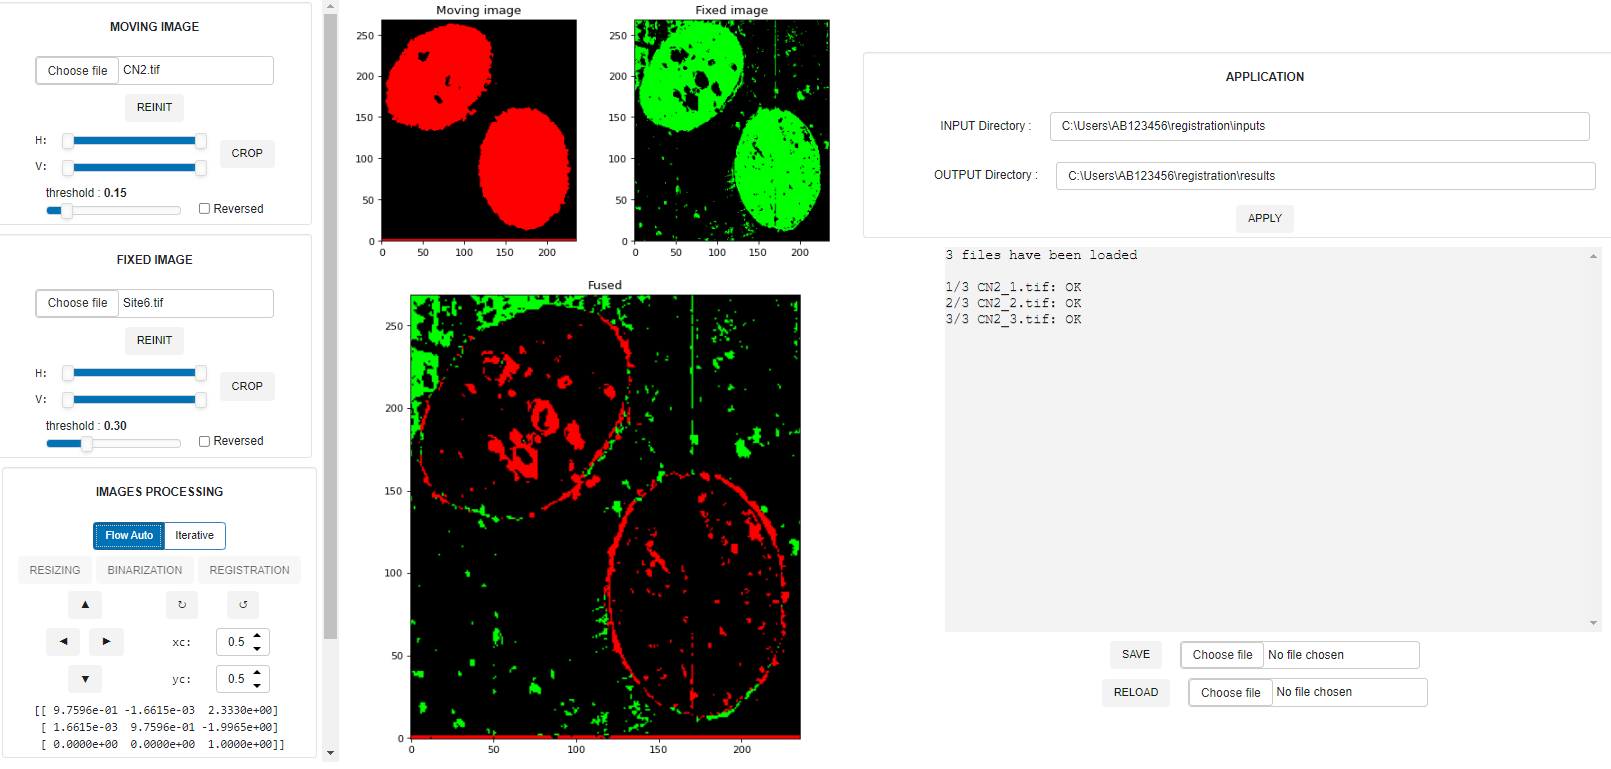 MOVING IMAGE
Choose file CN2.tif
REINIT
H:
V:
CROP
threshold : 0.15
Reversed
FIXED IMAGE
Choose file Site6.tif
REINIT
H:
V:
CROP
threshold : 0.30
Reversed
IMAGES PROCESSING
Flow Auto Iterative
RESIZING BINARIZATION REGISTRATION
▲ ↻ ↺
◄ ► xc: 0.5
▼ yc: 0.5
[[ 9.7596e-01 -1.6615e-03 2.3330e+00]
[ 1.6615e-03 9.7596e-01 -1.9965e+00]
[ 0.0000e+00 0.0000e+00 1.0000e+00]]
Moving image
250
200
150
100
50
0
0 50 100 150 200
Fixed image
250
200
150
100
50
0
0 50 100 150 200
Fused
250
200
150
100
50
0
0 50 100 150 200
APPLICATION
INPUT Directory : C:\Users\AB123456\registration\inputs
OUTPUT Directory : C:\Users\AB123456\registration\results
APPLY
3 files have been loaded
1/3 CN2_1.tif: OK
2/3 CN2_2.tif: OK
3/3 CN2_3.tif: OK
SAVE Choose file No file chosen
RELOAD Choose file No file chosen